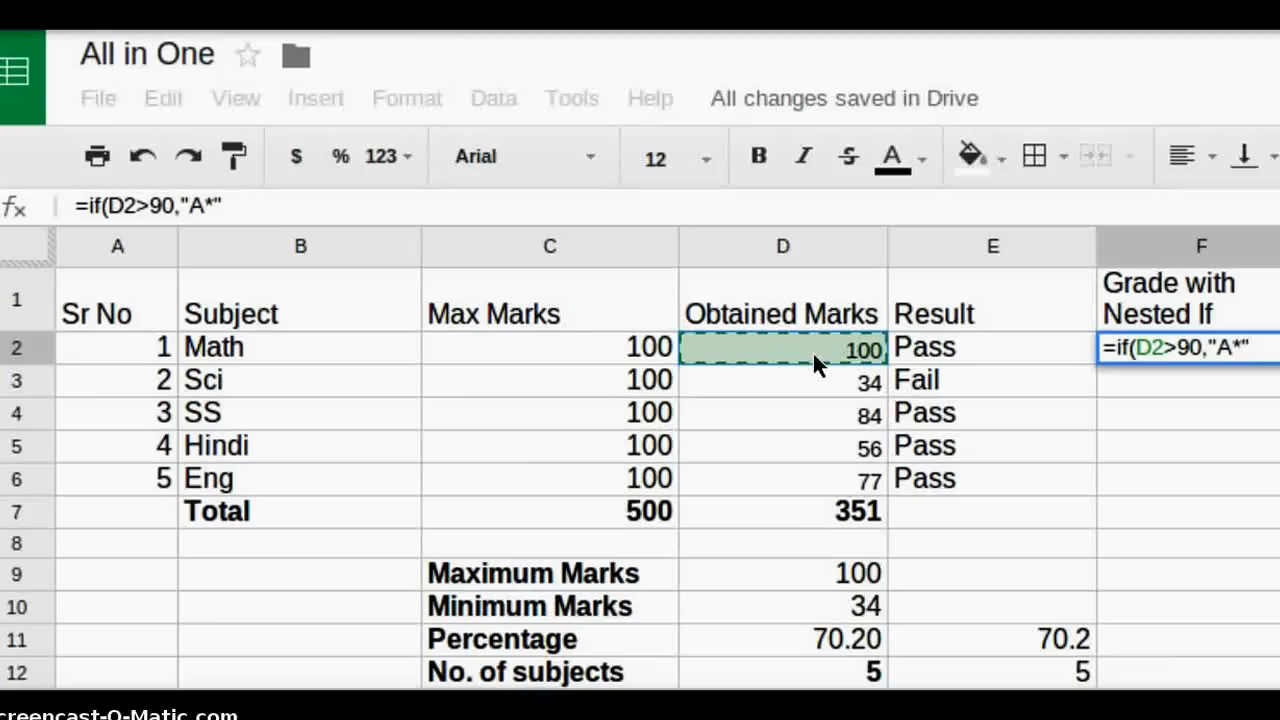 All in One
File Edit View Insert Format Data Tools Help All changes saved in Drive
$ % 123 Arial 12 B I S A
fx =if(D2>90,"A*"
A B C D E F
1 Sr No Subject Max Marks Obtained Marks Result Grade with Nested If
2 1 Math 100 100 Pass =if(D2>90,"A*"
3 2 Sci 100 34 Fail
4 3 SS 100 84 Pass
5 4 Hindi 100 56 Pass
6 5 Eng 100 77 Pass
7 Total 500 351
8
9 Maximum Marks 100
10 Minimum Marks 34
11 Percentage 70.20 70.2
12 No. of subjects 5 5
creencast-O-Matic.com